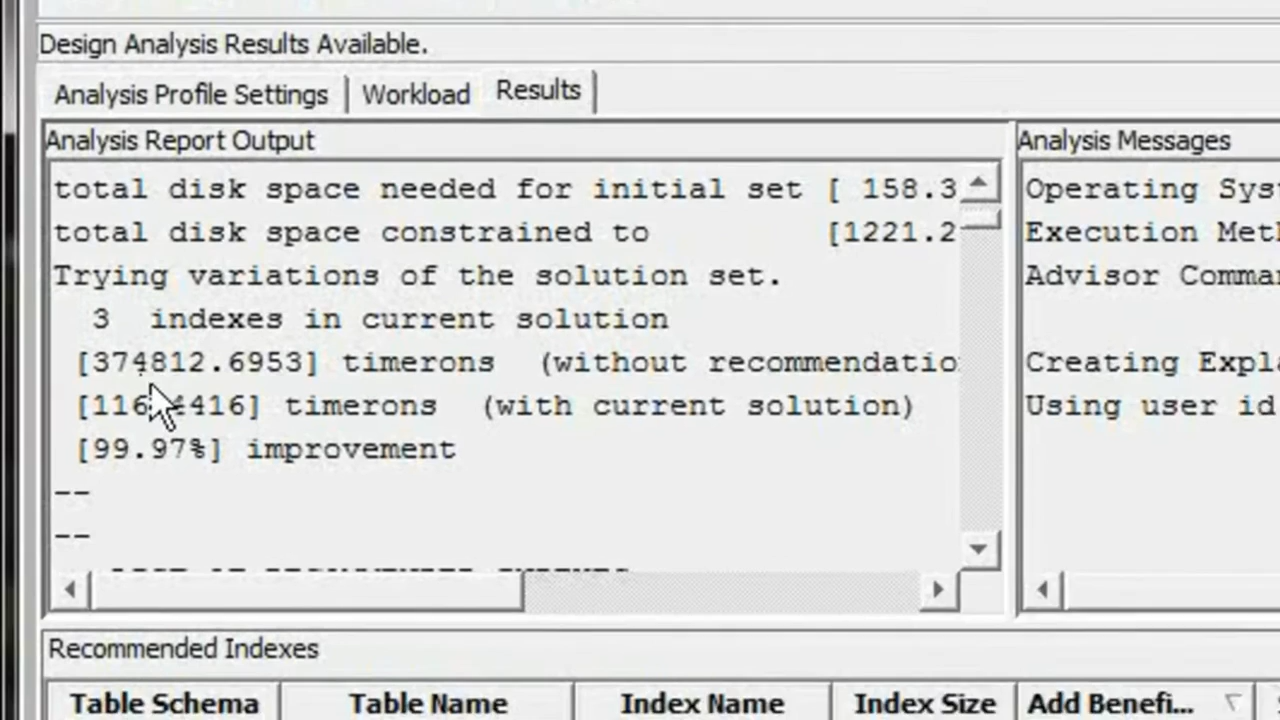 Design Analysis Results Available.
Analysis Profile Settings Workload Results
Analysis Report Output
total disk space needed for initial set [ 158.3
total disk space constrained to [1221.2
Trying variations of the solution set.
3 indexes in current solution
[374812.6953] timerons (without recommendatio
timerons (with current solution)
[99.97%] improvement
--
--
Analysis Messages
Operating Sys
Execution Met
Advisor Comma
Creating Expl
Using user id
Recommended Indexes
Table Schema Table Name Index Name Index Size Add Benefi...